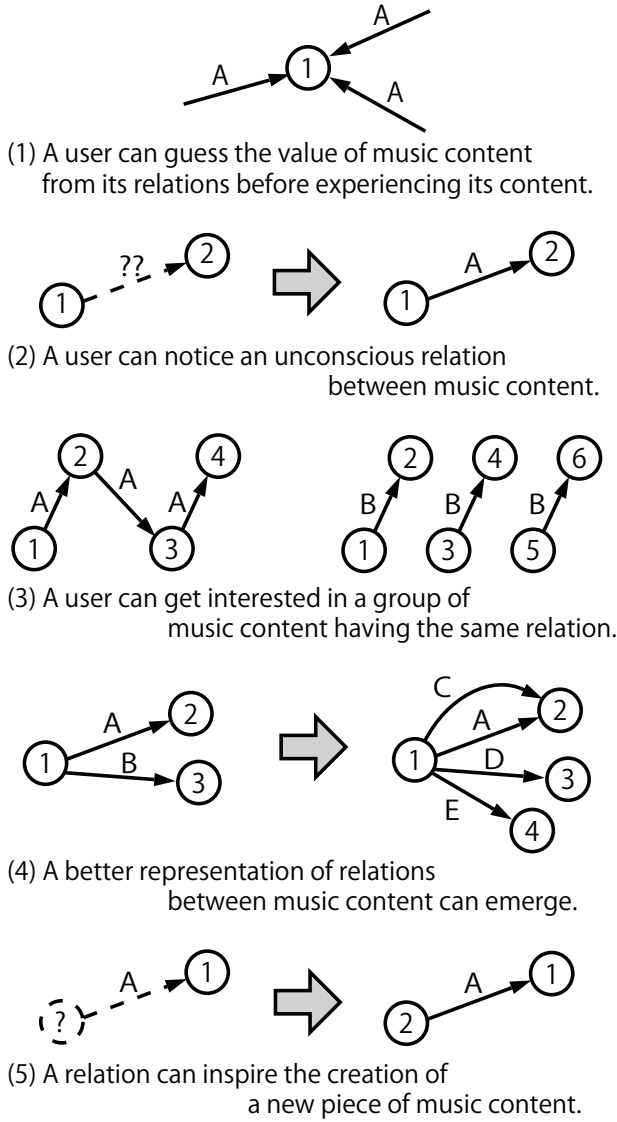 A
A 1
A
(1) A user can guess the value of music content
from its relations before experiencing its content.
?? 2 A 2
1 1
(2) A user can notice an unconscious relation
between music content.
2 4 2 4 6
A A A B B B
1 3 1 3 5
(3) A user can get interested in a group of
music content having the same relation.
C
A 2 A 2
1 B 3 1 D 3
E 4
(4) A better representation of relations
between music content can emerge.
A 1 A 1
? 2
(5) A relation can inspire the creation of
a new piece of music content.